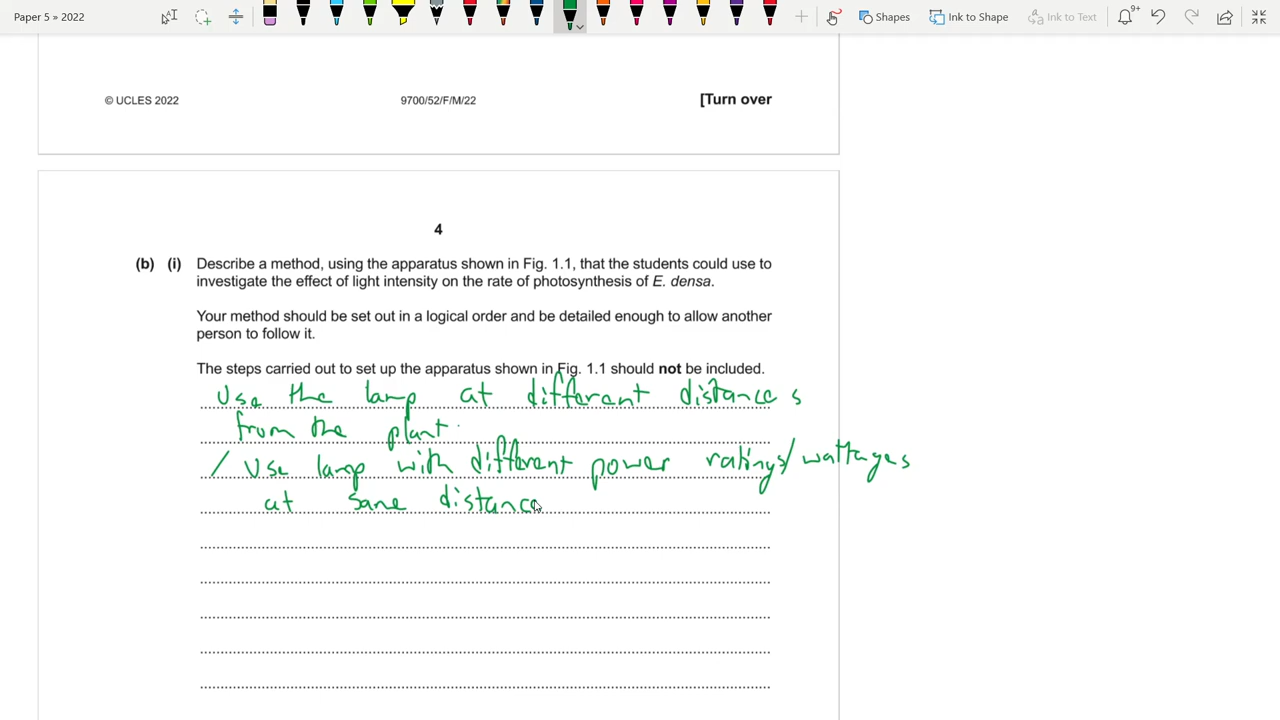 Paper 5 » 2022
Shapes
Ink to Shape
Ink to Text
9+
© UCLES 2022
9700/52/F/M/22
[Turn over
4
(b) (i) Describe a method, using the apparatus shown in Fig. 1.1, that the students could use to
investigate the effect of light intensity on the rate of photosynthesis of E. densa.
Your method should be set out in a logical order and be detailed enough to allow another
person to follow it.
The steps carried out to set up the apparatus shown in Fig. 1.1 should not be included.
Use the lamp at different distances
from the plant.
/ Use lamp with different power ratings/wattages
at same distance